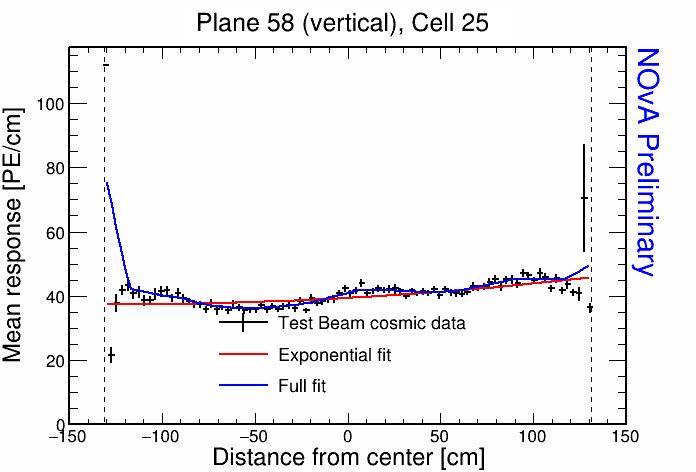 Plane 58 (vertical), Cell 25
NOvA Preliminary
Mean response [PE/cm]
100
80
60
40
20
0
Test Beam cosmic data
Exponential fit
Full fit
−150 −100 −50 0 50 100 150
Distance from center [cm]